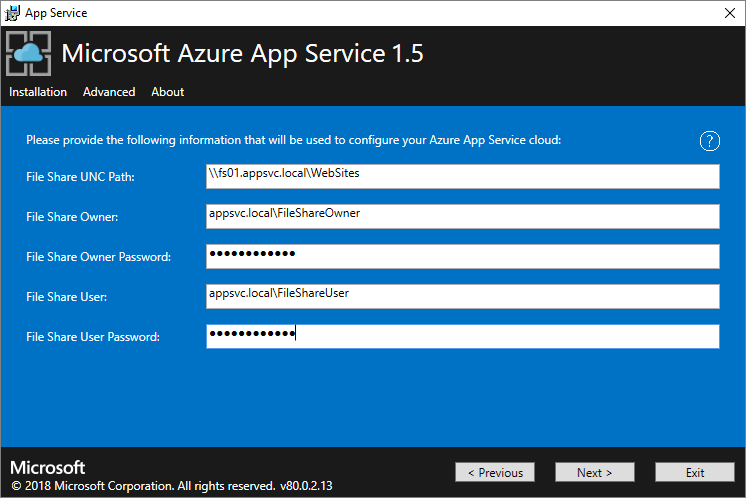 App Service
Microsoft Azure App Service 1.5
Installation Advanced About
Please provide the following information that will be used to configure your Azure App Service cloud:
?
File Share UNC Path: \\fs01.appsvc.local\WebSites
File Share Owner: appsvc.local\FileShareOwner
File Share Owner Password: ●●●●●●●●●●●●
File Share User: appsvc.local\FileShareUser
File Share User Password: ●●●●●●●●●●●●
Microsoft
© 2018 Microsoft Corporation. All rights reserved. v80.0.2.13
< Previous Next > Exit